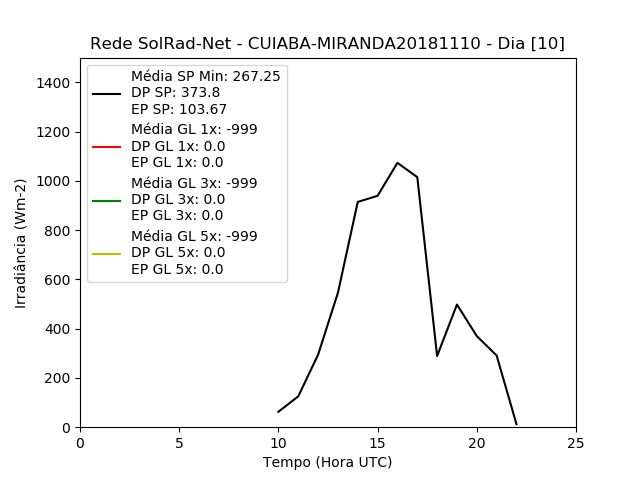 Rede SolRad-Net - CUIABA-MIRANDA20181110 - Dia [10]
Média SP Min: 267.25
DP SP: 373.8
EP SP: 103.67
Média GL 1x: -999
DP GL 1x: 0.0
EP GL 1x: 0.0
Média GL 3x: -999
DP GL 3x: 0.0
EP GL 3x: 0.0
Média GL 5x: -999
DP GL 5x: 0.0
EP GL 5x: 0.0
Irradiância (Wm-2)
1400
1200
1000
800
600
400
200
0
0 5 10 15 20 25
Tempo (Hora UTC)